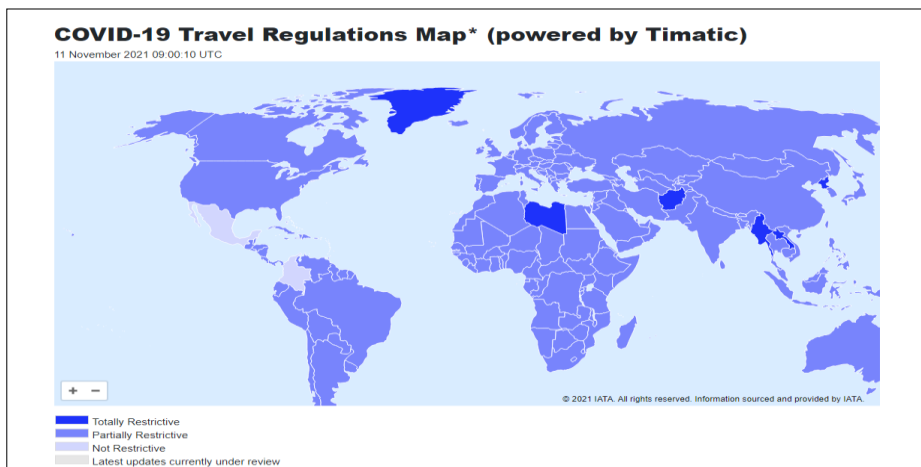 COVID-19 Travel Regulations Map* (powered by Timatic)
11 November 2021 09:00:10 UTC
+ −
© 2021 IATA. All rights reserved. Information sourced and provided by IATA.
Totally Restrictive
Partially Restrictive
Not Restrictive
Latest updates currently under review